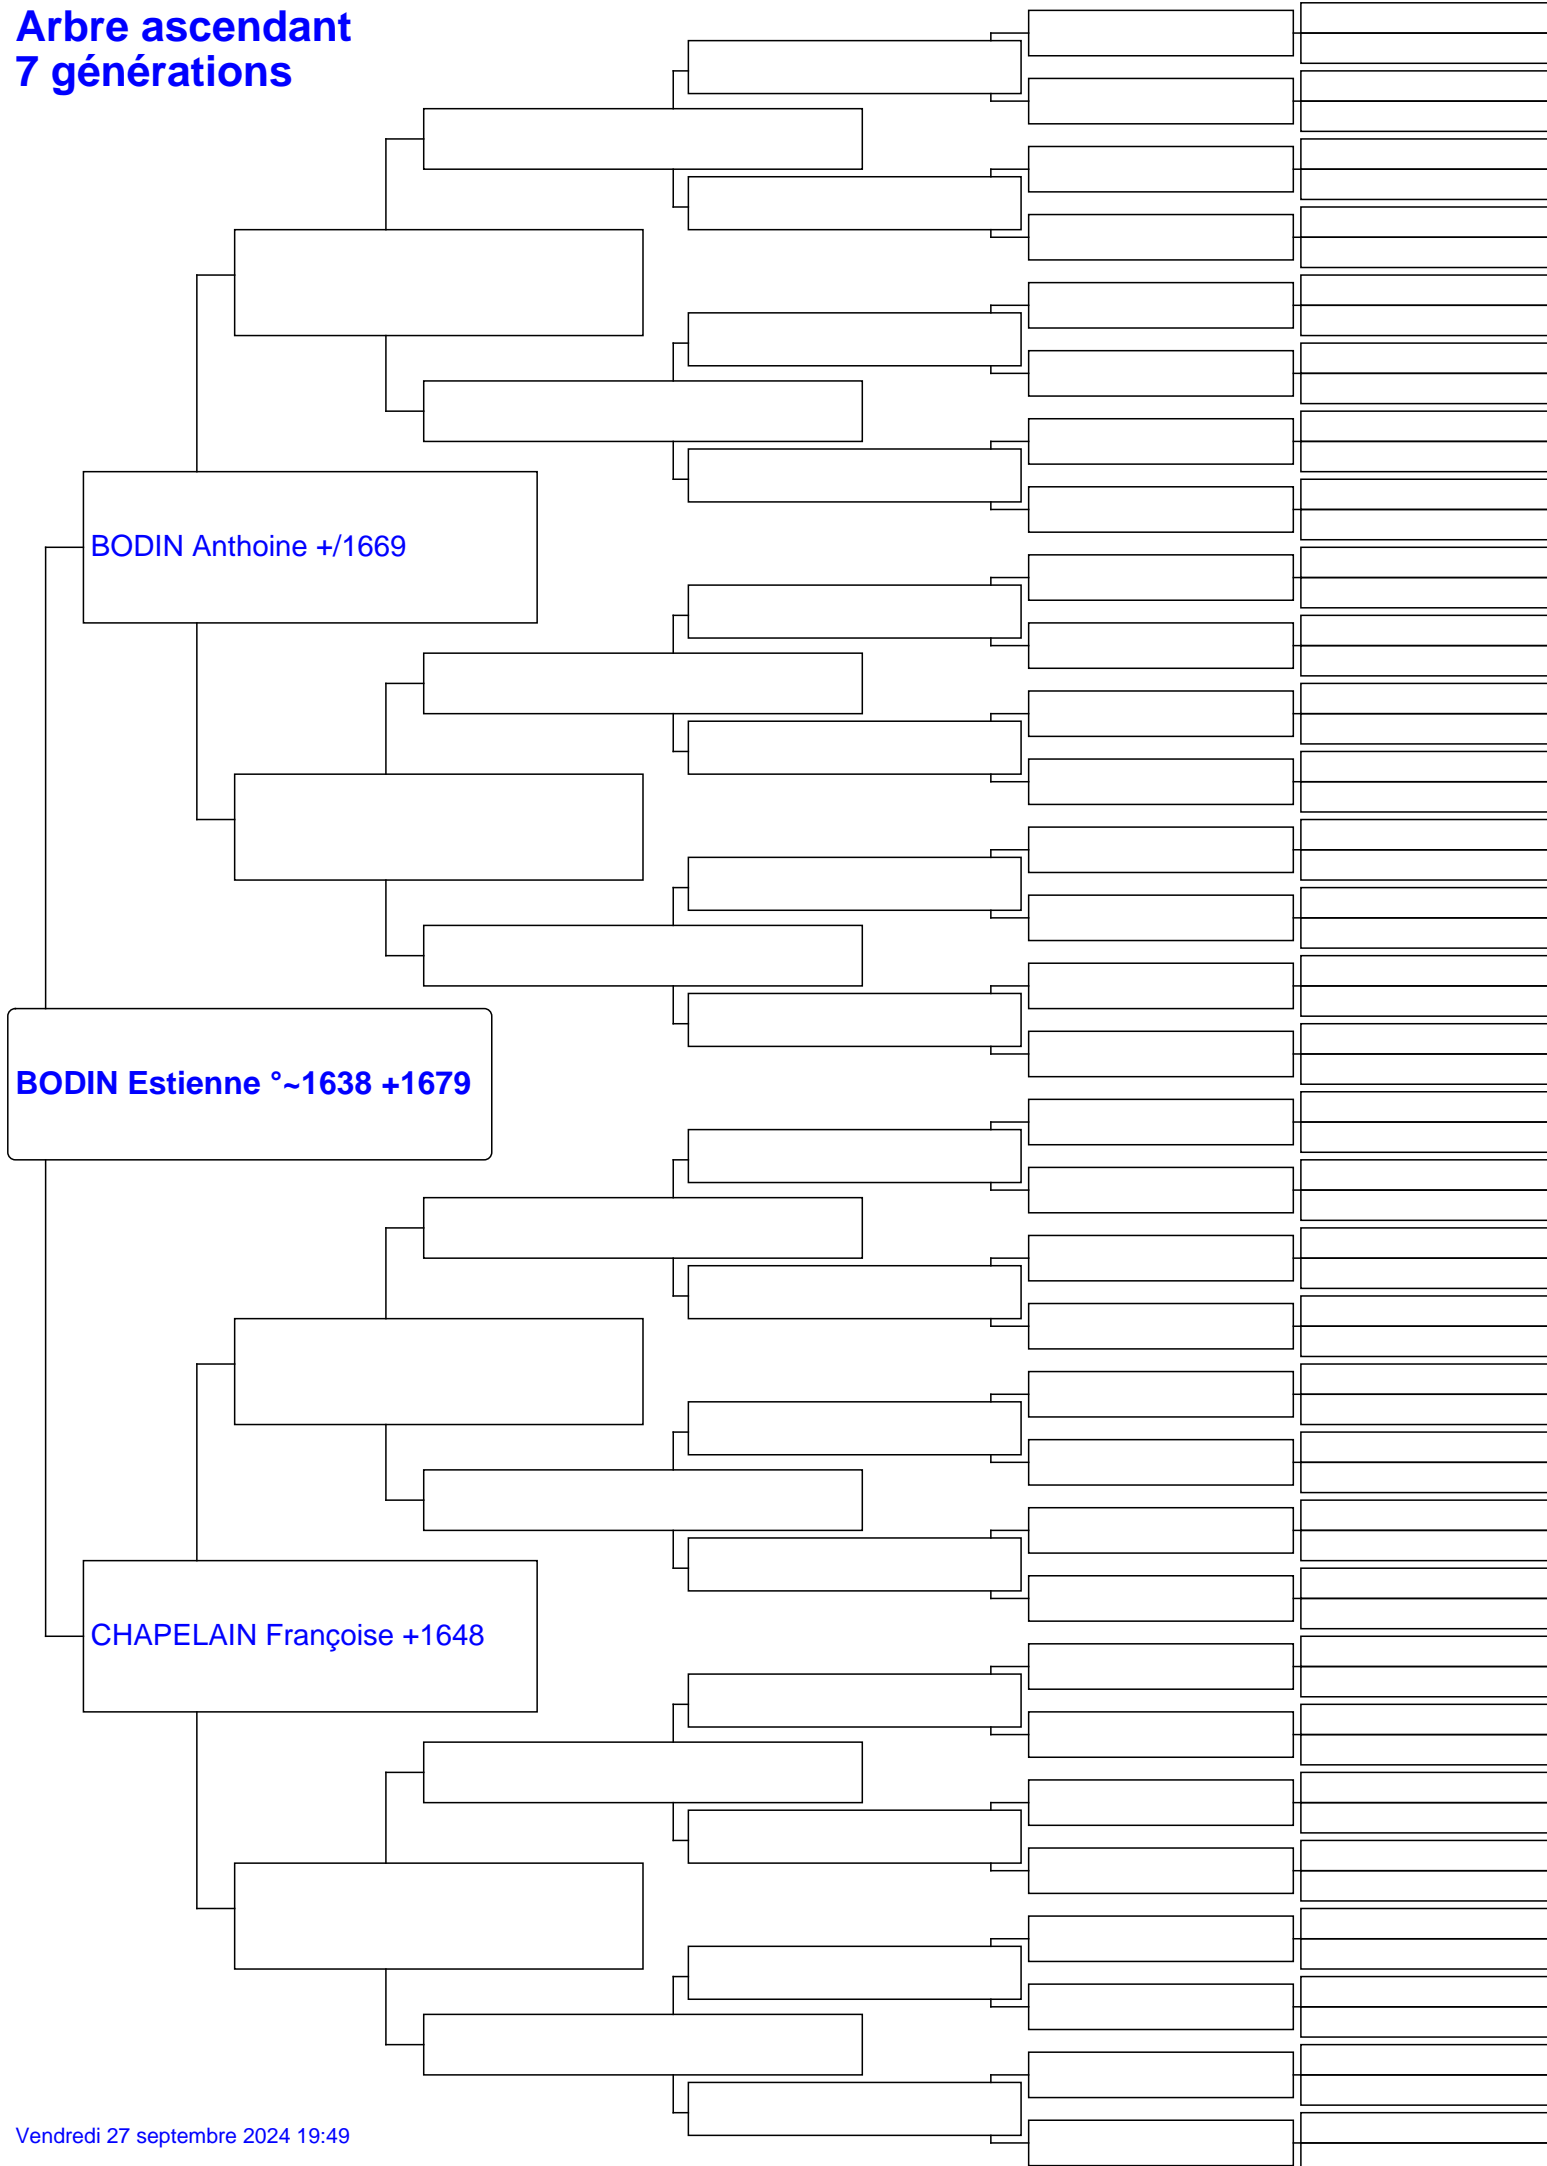 Arbre ascendant
7 générations
BODIN Anthoine +/1669
BODIN Estienne °~1638 +1679
CHAPELAIN Françoise +1648
Vendredi 27 septembre 2024 19:49